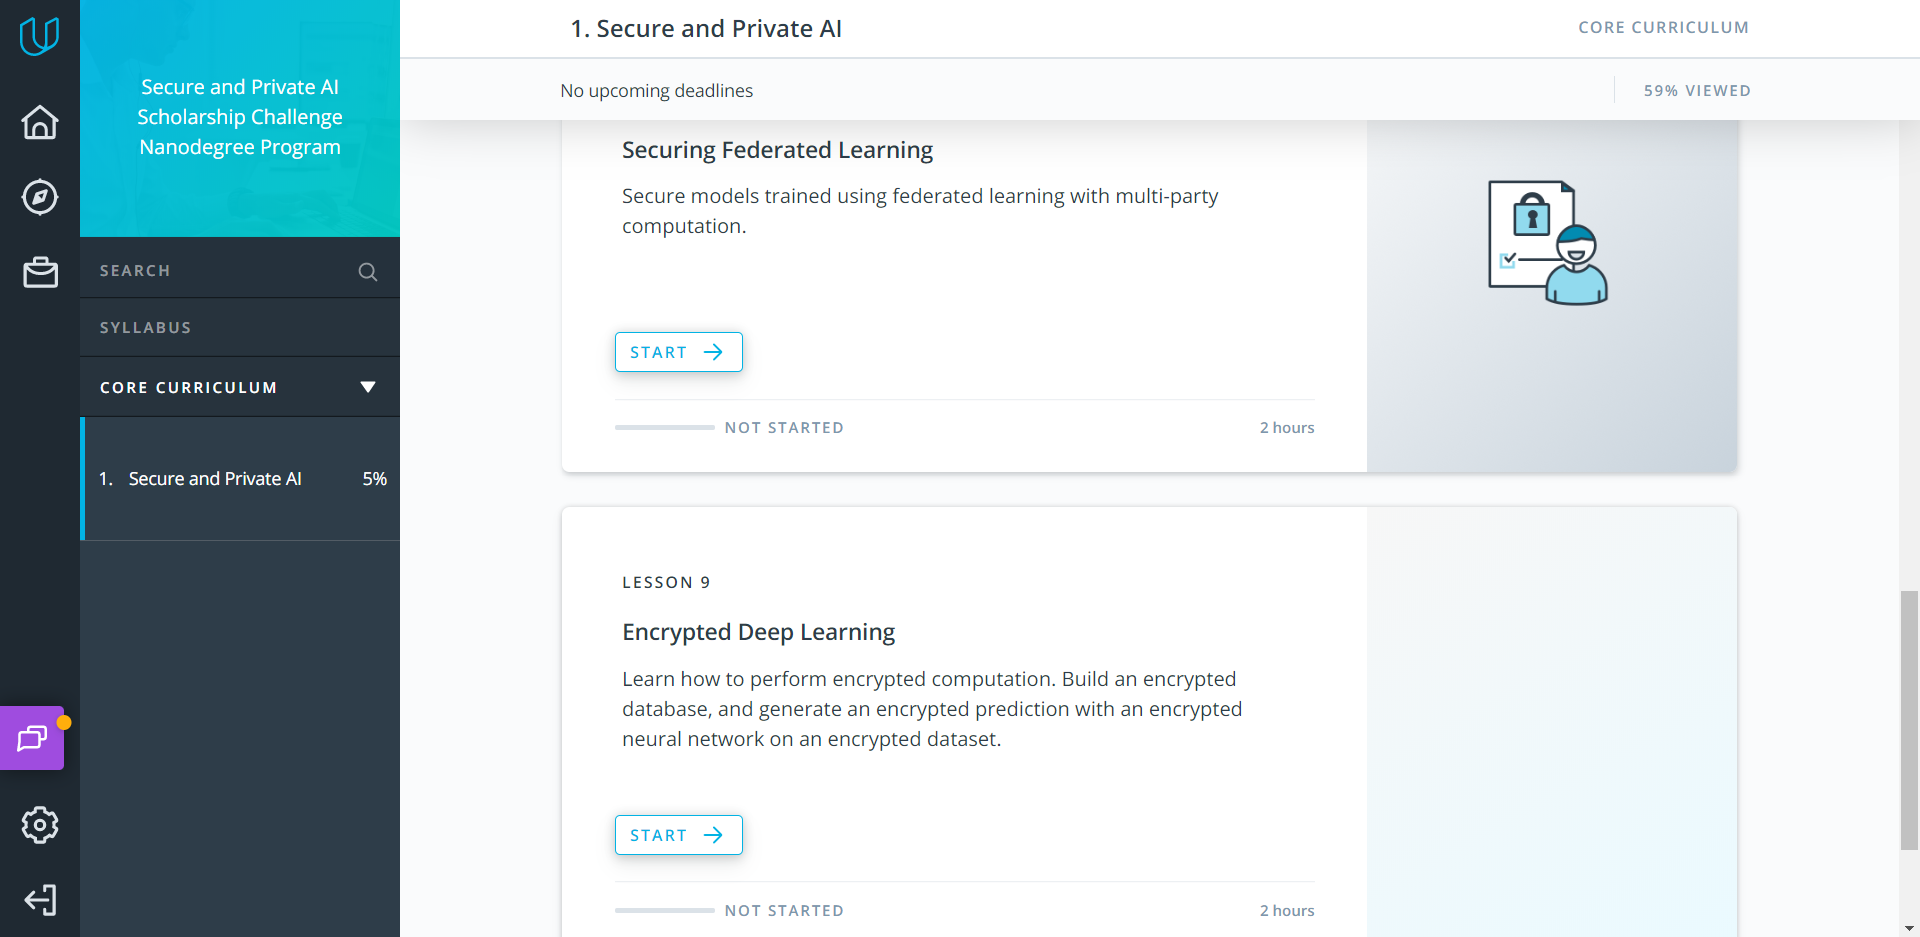 Secure and Private AI
Scholarship Challenge
Nanodegree Program
SEARCH
SYLLABUS
CORE CURRICULUM
1. Secure and Private AI 5%
1. Secure and Private AI
CORE CURRICULUM
No upcoming deadlines
59% VIEWED
Securing Federated Learning
Secure models trained using federated learning with multi-party
computation.
START
NOT STARTED
2 hours
LESSON 9
Encrypted Deep Learning
Learn how to perform encrypted computation. Build an encrypted
database, and generate an encrypted prediction with an encrypted
neural network on an encrypted dataset.
START
NOT STARTED
2 hours